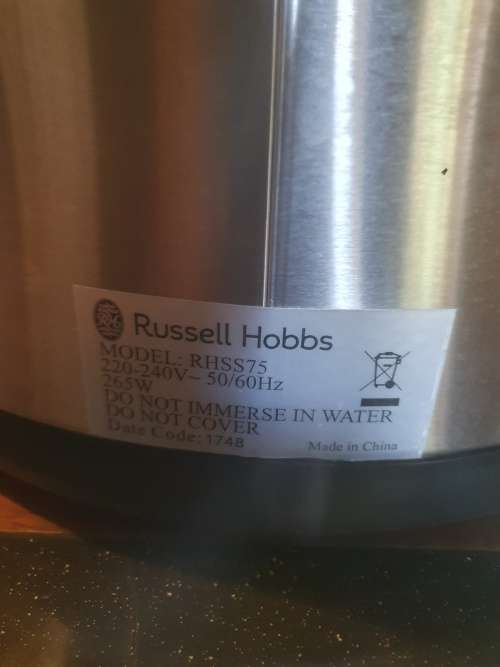 Russell Hobbs
MODEL: RHSS75
220-240V~ 50/60Hz
265W
DO NOT IMMERSE IN WATER
DO NOT COVER
Date Code: 1748
Made in China